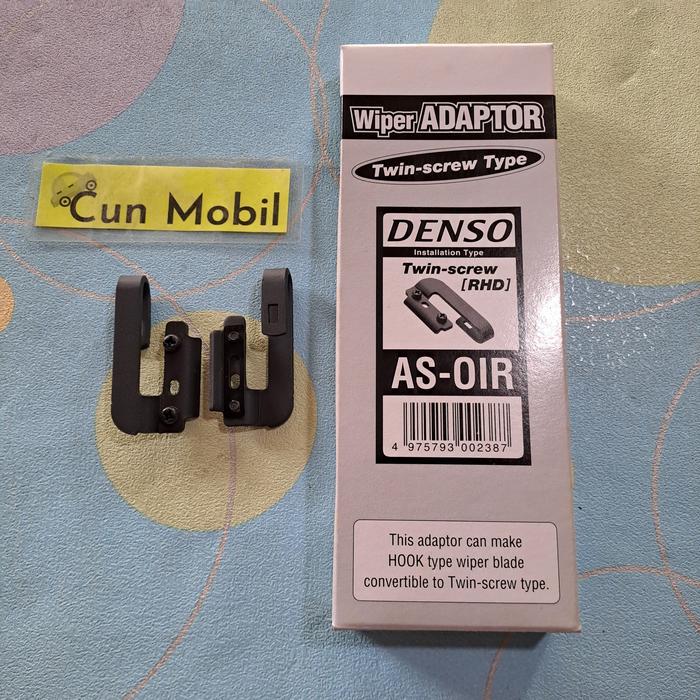 Cun Mobil
Wiper ADAPTOR
Twin-screw Type
DENSO
Installation Type
Twin-screw
[RHD]
AS-01R
4 975793 002387
This adaptor can make
HOOK type wiper blade
convertible to Twin-screw type.